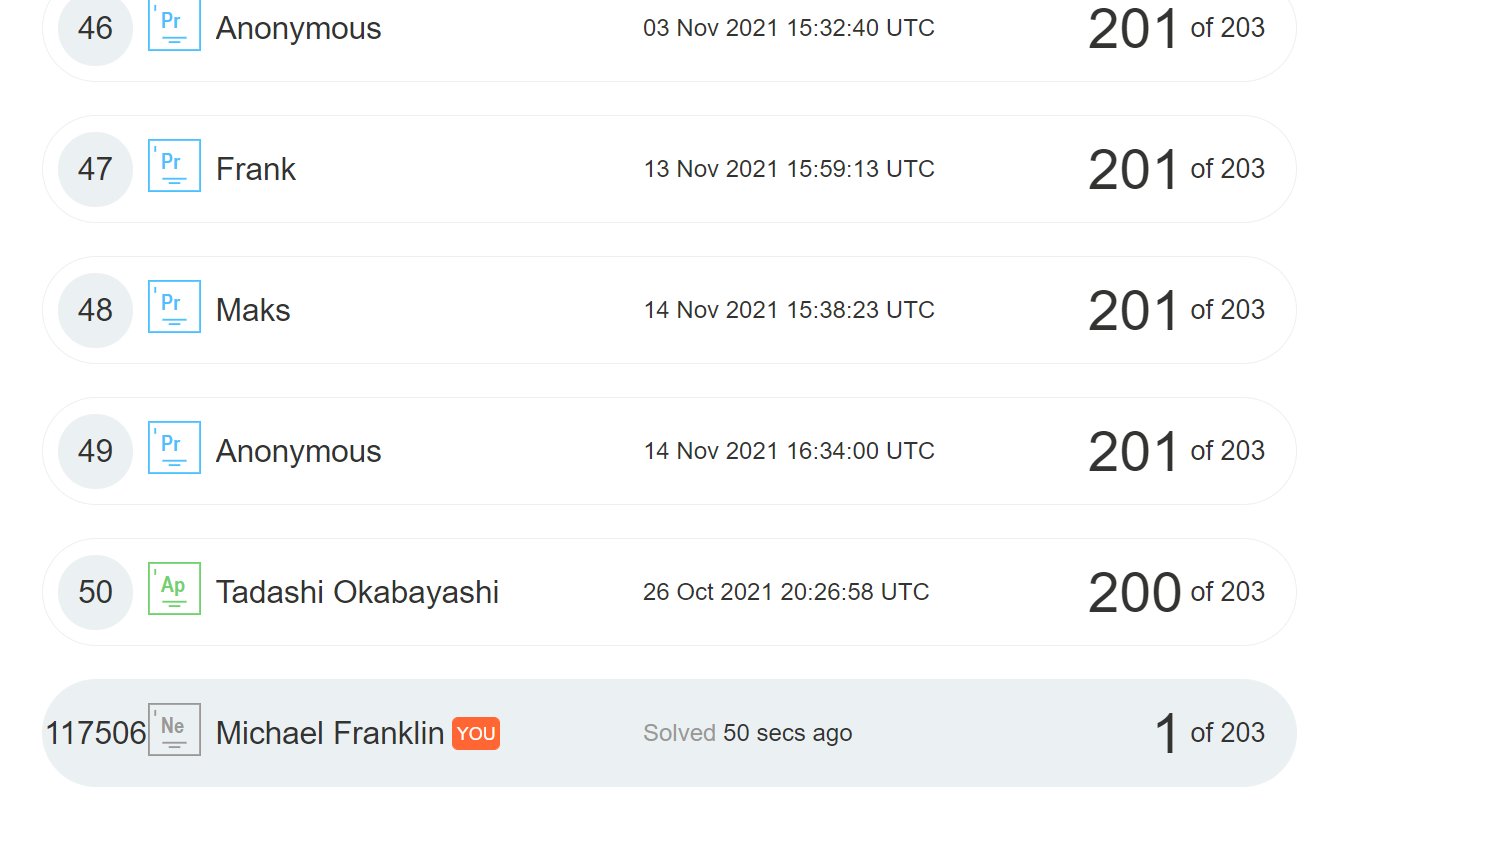 46 Pr Anonymous 03 Nov 2021 15:32:40 UTC 201 of 203
47 Pr Frank 13 Nov 2021 15:59:13 UTC 201 of 203
48 Pr Maks 14 Nov 2021 15:38:23 UTC 201 of 203
49 Pr Anonymous 14 Nov 2021 16:34:00 UTC 201 of 203
50 Ap Tadashi Okabayashi 26 Oct 2021 20:26:58 UTC 200 of 203
117506 Ne Michael Franklin YOU Solved 50 secs ago 1 of 203